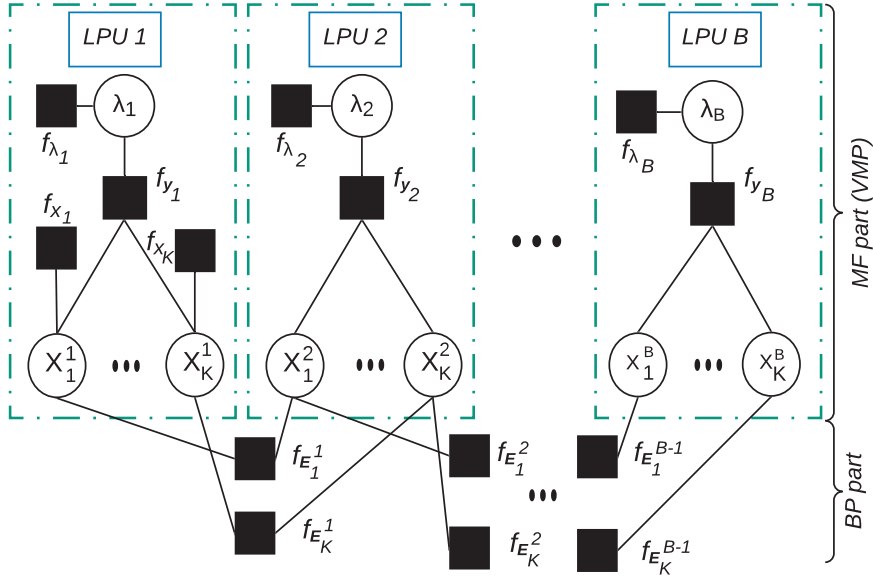 LPU 1
LPU 2
LPU B
λ1
λ2
λB
fλ1
fλ2
fλB
fy1
fy2
fyB
fx1
fxK
MF part (VMP)
X11
X1K
X21
X2K
XB1
XBK
fE11
fE21
fEB-11
fE1K
fE2K
fEB-1K
BP part